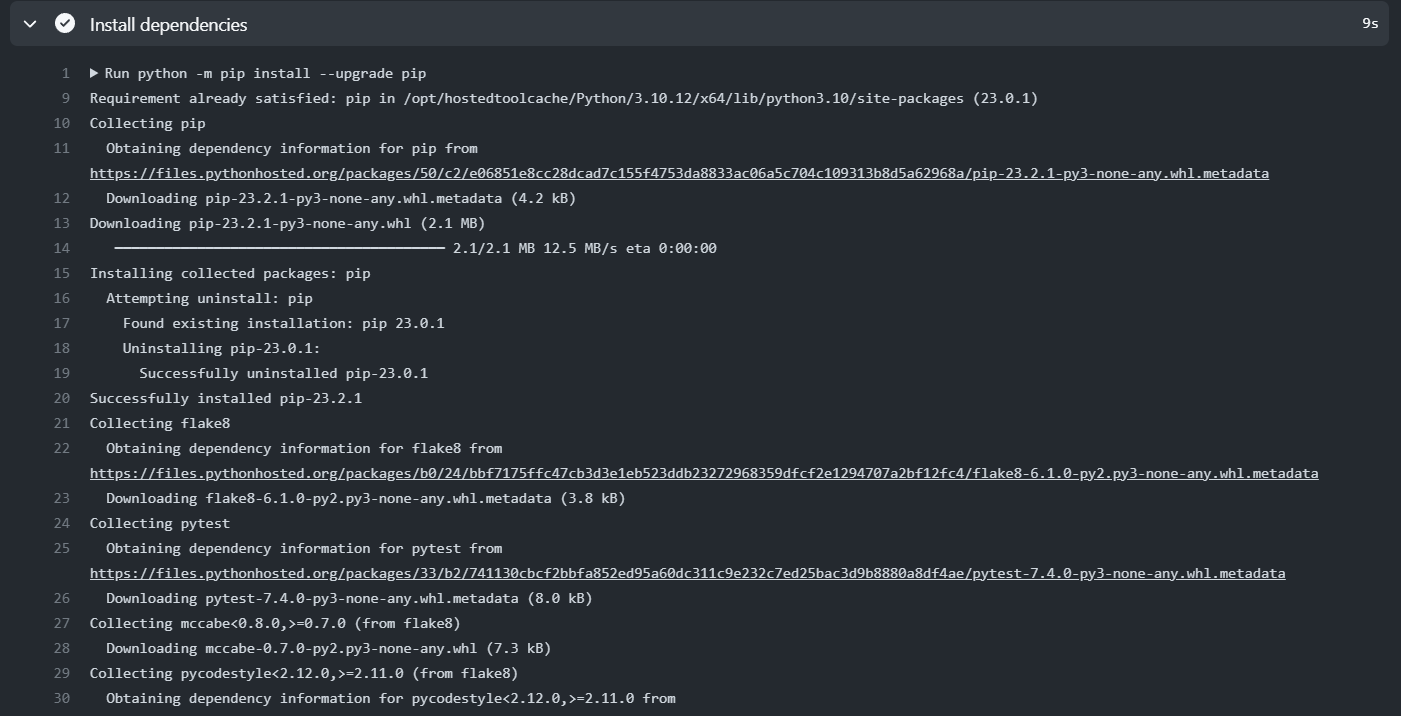 Install dependencies
9s
1 Run python -m pip install --upgrade pip
9 Requirement already satisfied: pip in /opt/hostedtoolcache/Python/3.10.12/x64/lib/python3.10/site-packages (23.0.1)
10 Collecting pip
11 Obtaining dependency information for pip from
https://files.pythonhosted.org/packages/50/c2/e06851e8cc28dcad7c155f4753da8833ac06a5c704c109313b8d5a62968a/pip-23.2.1-py3-none-any.whl.metadata
12 Downloading pip-23.2.1-py3-none-any.whl.metadata (4.2 kB)
13 Downloading pip-23.2.1-py3-none-any.whl (2.1 MB)
14 ━━━━━━━━━━━━━━━━━━━━━━━━━━━━━━━━━━━━━━━━ 2.1/2.1 MB 12.5 MB/s eta 0:00:00
15 Installing collected packages: pip
16 Attempting uninstall: pip
17 Found existing installation: pip 23.0.1
18 Uninstalling pip-23.0.1:
19 Successfully uninstalled pip-23.0.1
20 Successfully installed pip-23.2.1
21 Collecting flake8
22 Obtaining dependency information for flake8 from
https://files.pythonhosted.org/packages/b0/24/bbf7175ffc47cb3d3e1eb523ddb23272968359dfcf2e1294707a2bf12fc4/flake8-6.1.0-py2.py3-none-any.whl.metadata
23 Downloading flake8-6.1.0-py2.py3-none-any.whl.metadata (3.8 kB)
24 Collecting pytest
25 Obtaining dependency information for pytest from
https://files.pythonhosted.org/packages/33/b2/741130cbcf2bbfa852ed95a60dc311c9e232c7ed25bac3d9b8880a8df4ae/pytest-7.4.0-py3-none-any.whl.metadata
26 Downloading pytest-7.4.0-py3-none-any.whl.metadata (8.0 kB)
27 Collecting mccabe<0.8.0,>=0.7.0 (from flake8)
28 Downloading mccabe-0.7.0-py2.py3-none-any.whl (7.3 kB)
29 Collecting pycodestyle<2.12.0,>=2.11.0 (from flake8)
30 Obtaining dependency information for pycodestyle<2.12.0,>=2.11.0 from